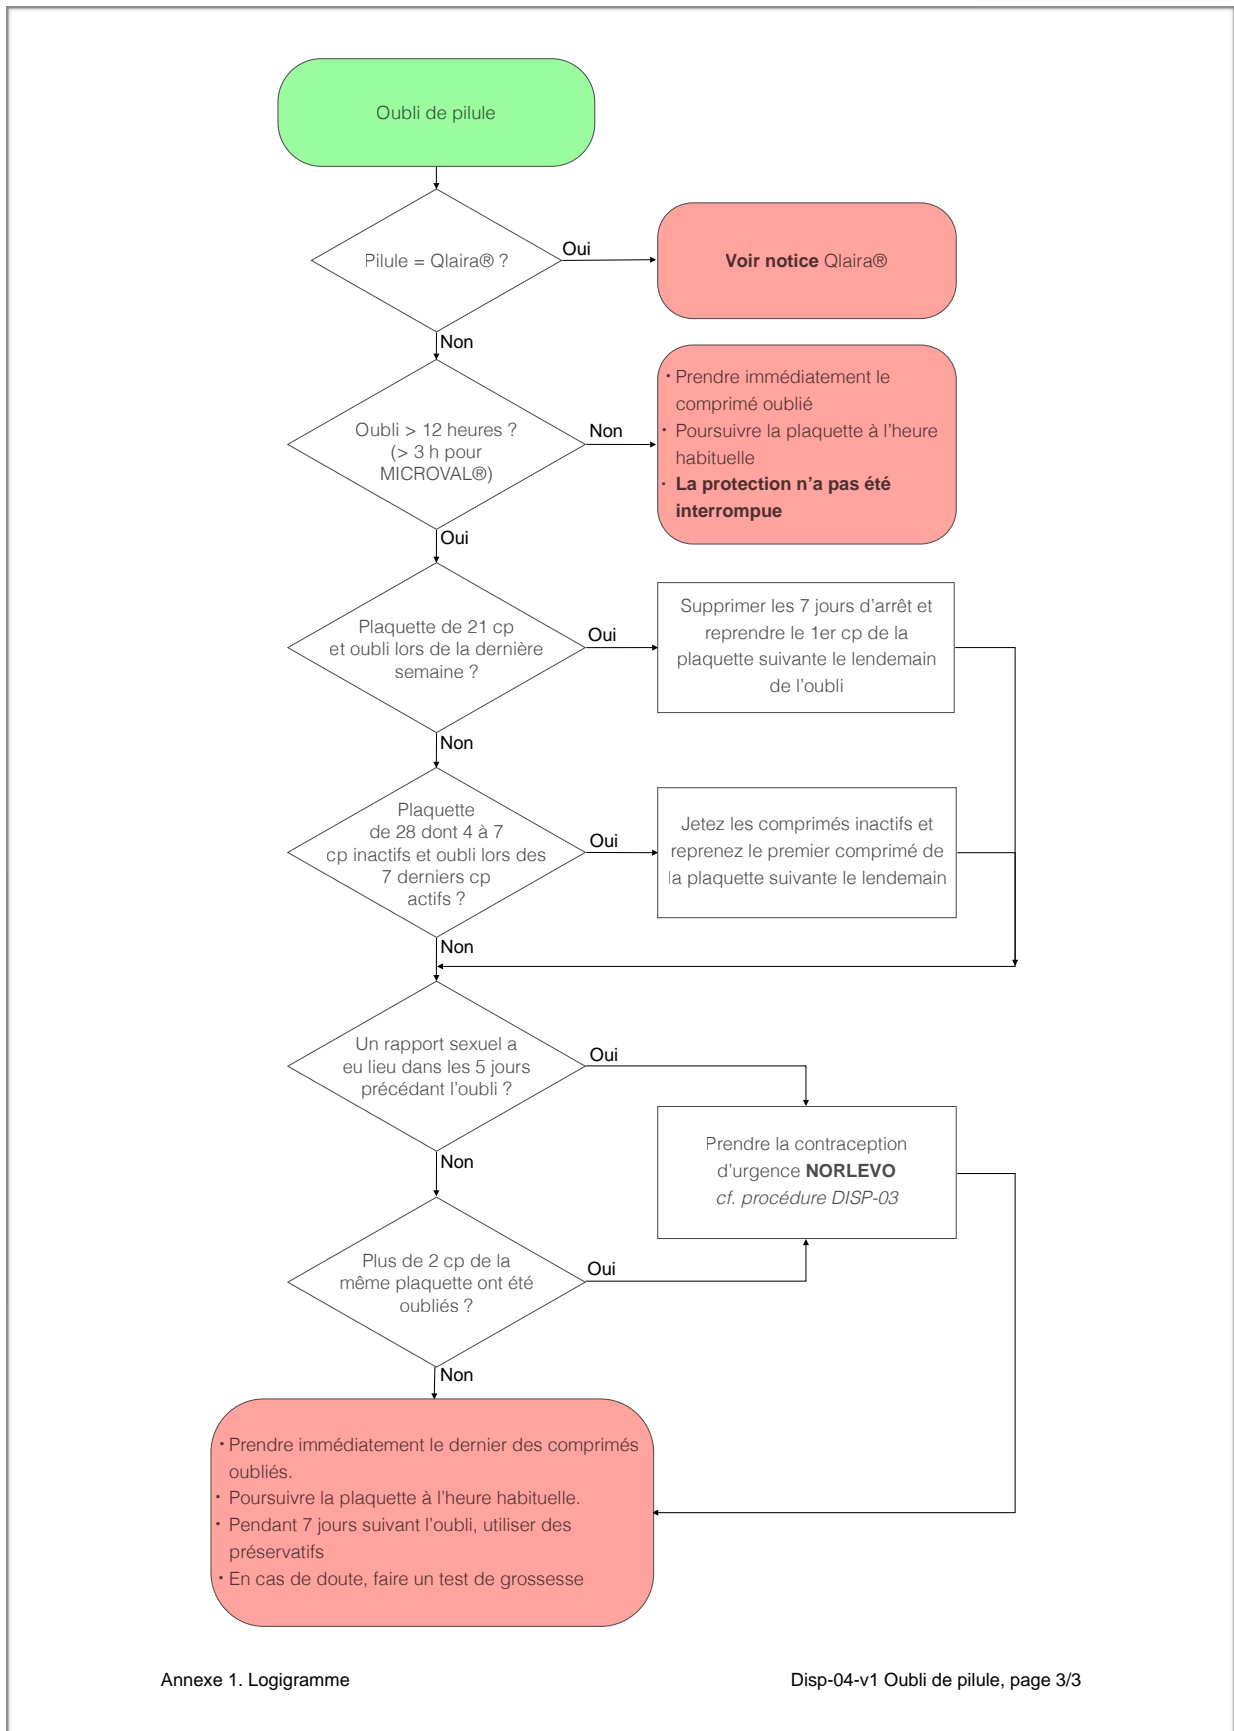 Oubli de pilule
Pilule = Qlaira® ?
Oui
Voir notice Qlaira®
Non
Oubli > 12 heures ?
(> 3 h pour
MICROVAL®)
Non
• Prendre immédiatement le
comprimé oublié
• Poursuivre la plaquette à l'heure
habituelle
• La protection n'a pas été
interrompue
Oui
Plaquette de 21 cp
et oubli lors de la dernière
semaine ?
Oui
Supprimer les 7 jours d'arrêt et
reprendre le 1er cp de la
plaquette suivante le lendemain
de l'oubli
Non
Plaquette
de 28 dont 4 à 7
cp inactifs et oubli lors des
7 derniers cp
actifs ?
Oui
Jetez les comprimés inactifs et
reprenez le premier comprimé de
la plaquette suivante le lendemain
Non
Un rapport sexuel a
eu lieu dans les 5 jours
précédant l'oubli ?
Oui
Prendre la contraception
d'urgence NORLEVO
cf. procédure DISP-03
Non
Plus de 2 cp de la
même plaquette ont été
oubliés ?
Oui
Non
• Prendre immédiatement le dernier des comprimés
oubliés.
• Poursuivre la plaquette à l'heure habituelle.
• Pendant 7 jours suivant l'oubli, utiliser des
préservatifs
• En cas de doute, faire un test de grossesse
Annexe 1. Logigramme
Disp-04-v1 Oubli de pilule, page 3/3